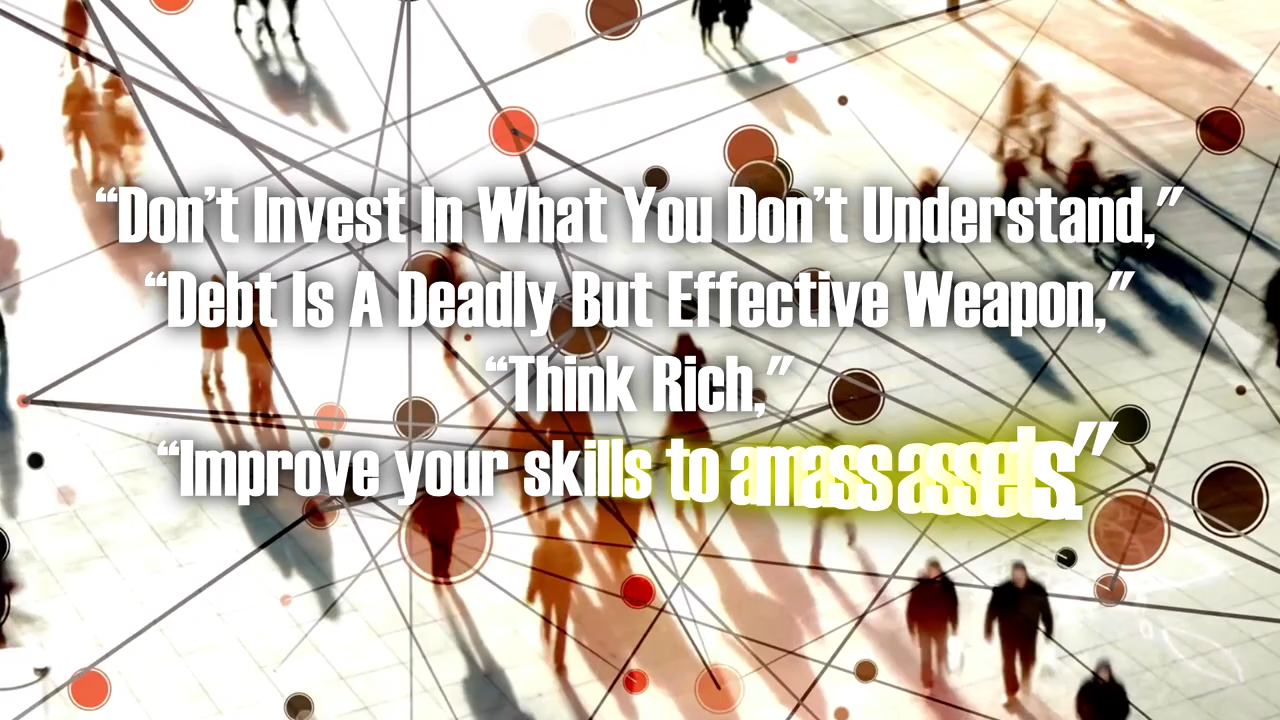 “Don’t Invest In What You Don’t Understand,”
“Debt Is A Deadly But Effective Weapon,”
“Think Rich,”
“Improve your skills to amass assets.”